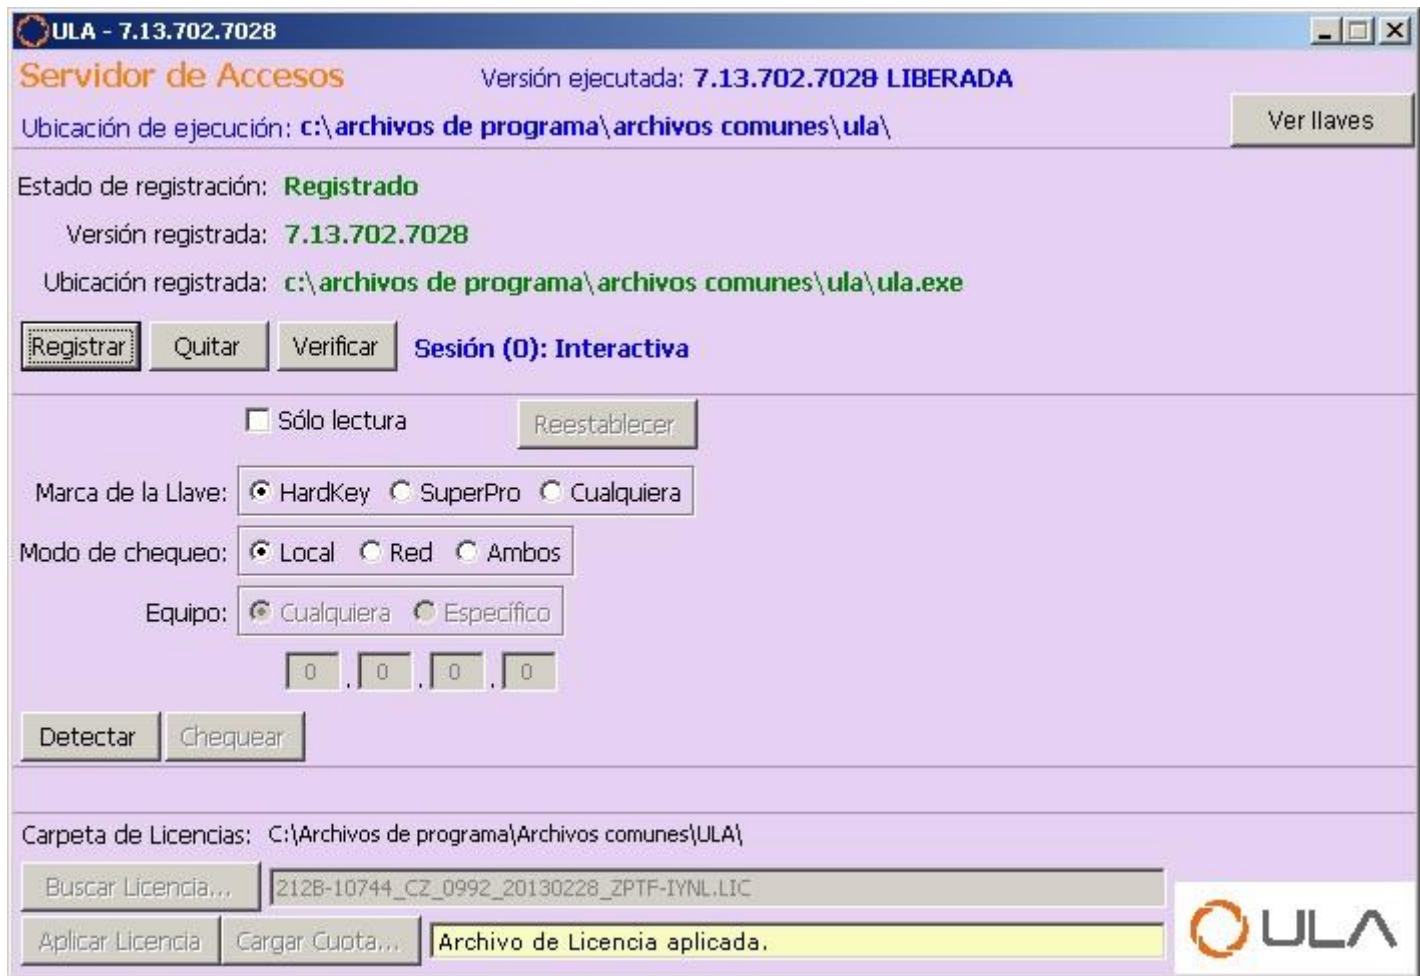 ULA - 7.13.702.7028
Servidor de Accesos
Versión ejecutada: 7.13.702.7028 LIBERADA
Ubicación de ejecución: c:\archivos de programa\archivos comunes\ula\
Ver llaves
Estado de registración: Registrado
Versión registrada: 7.13.702.7028
Ubicación registrada: c:\archivos de programa\archivos comunes\ula\ula.exe
Registrar Quitar Verificar Sesión (0): Interactiva
Sólo lectura Reestablecer
Marca de la Llave: HardKey SuperPro Cualquiera
Modo de chequeo: Local Red Ambos
Equipo: Cualquiera Específico
0 . 0 . 0 . 0
Detectar Chequear
Carpeta de Licencias: C:\Archivos de programa\Archivos comunes\ULA\
Buscar Licencia... 212B-10744_CZ_0992_20130228_ZPTF-IYNL.LIC
Aplicar Licencia Cargar Cuota... Archivo de Licencia aplicada.
ULA